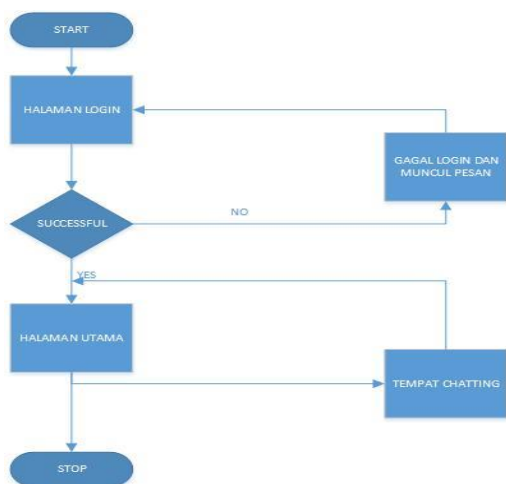 START
HALAMAN LOGIN
GAGAL LOGIN DAN
MUNCUL PESAN
SUCCESSFUL
NO
YES
HALAMAN UTAMA
TEMPAT CHATTING
STOP